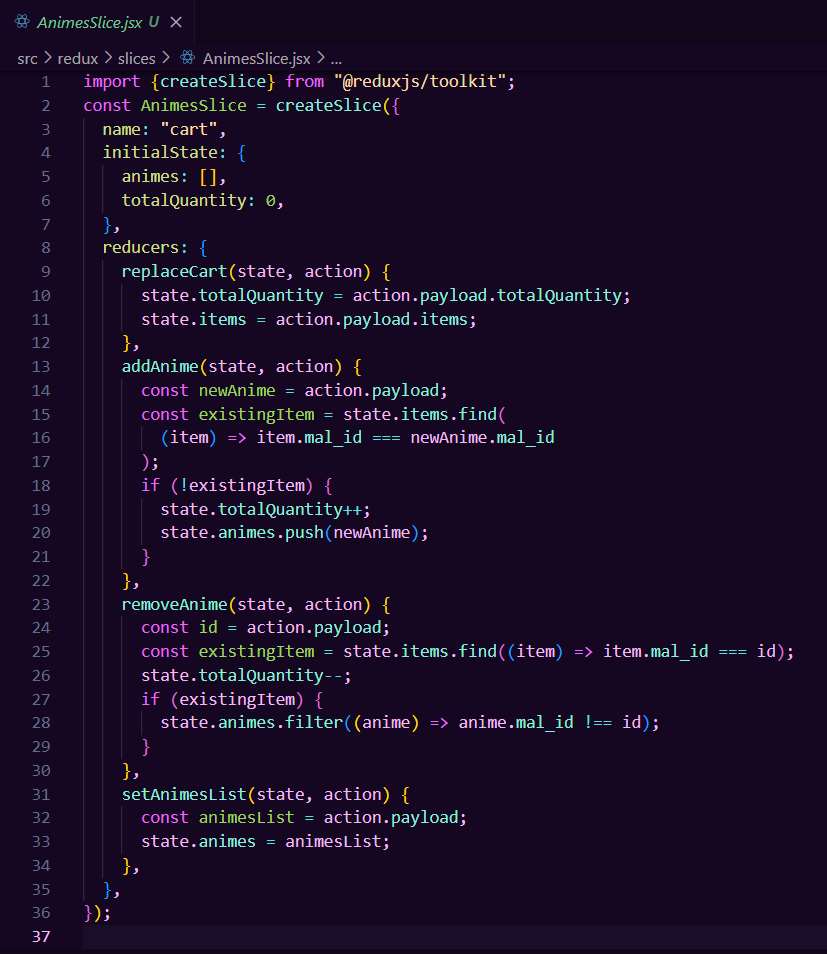 AnimesSlice.jsx U ×
src > redux > slices > AnimesSlice.jsx > ...
1 import {createSlice} from "@reduxjs/toolkit";
2 const AnimesSlice = createSlice({
3   name: "cart",
4   initialState: {
5     animes: [],
6     totalQuantity: 0,
7   },
8   reducers: {
9     replaceCart(state, action) {
10       state.totalQuantity = action.payload.totalQuantity;
11       state.items = action.payload.items;
12     },
13     addAnime(state, action) {
14       const newAnime = action.payload;
15       const existingItem = state.items.find(
16         (item) => item.mal_id === newAnime.mal_id
17       );
18       if (!existingItem) {
19         state.totalQuantity++;
20         state.animes.push(newAnime);
21       }
22     },
23     removeAnime(state, action) {
24       const id = action.payload;
25       const existingItem = state.items.find((item) => item.mal_id === id);
26       state.totalQuantity--;
27       if (existingItem) {
28         state.animes.filter((anime) => anime.mal_id !== id);
29       }
30     },
31     setAnimesList(state, action) {
32       const animesList = action.payload;
33       state.animes = animesList;
34     },
35   },
36 });
37